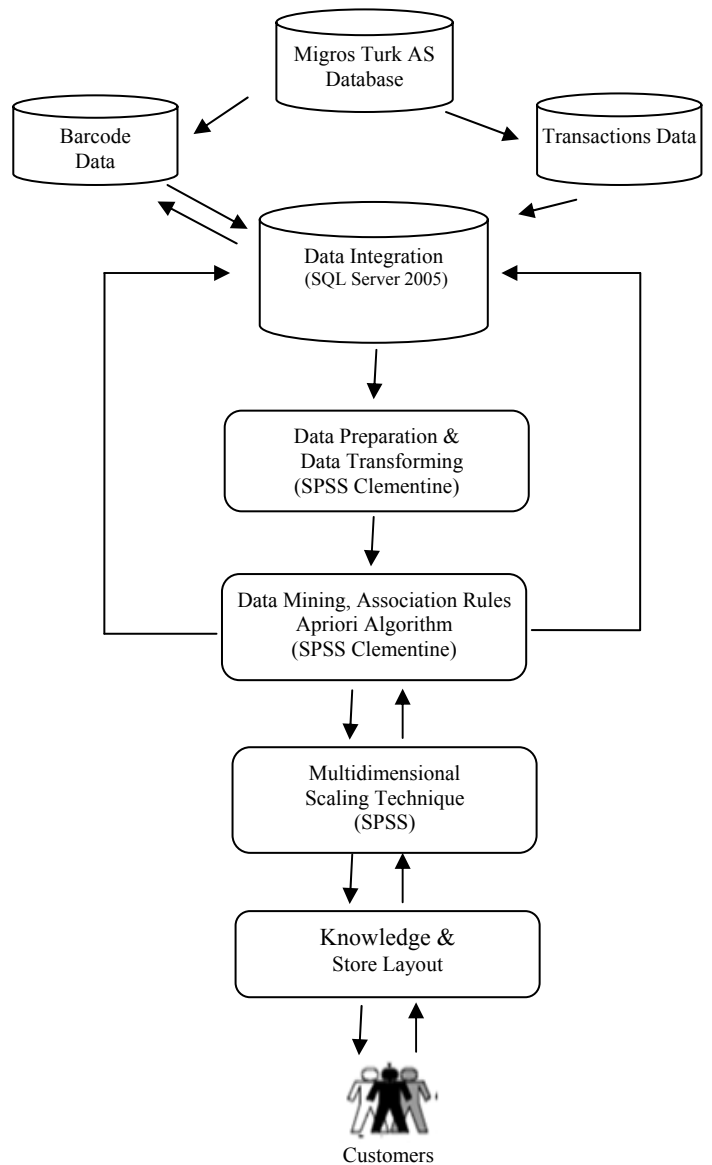 Migros Turk AS
Database
Barcode
Data
Transactions Data
Data Integration
(SQL Server 2005)
Data Preparation &
Data Transforming
(SPSS Clementine)
Data Mining, Association Rules
Apriori Algorithm
(SPSS Clementine)
Multidimensional
Scaling Technique
(SPSS)
Knowledge &
Store Layout
Customers